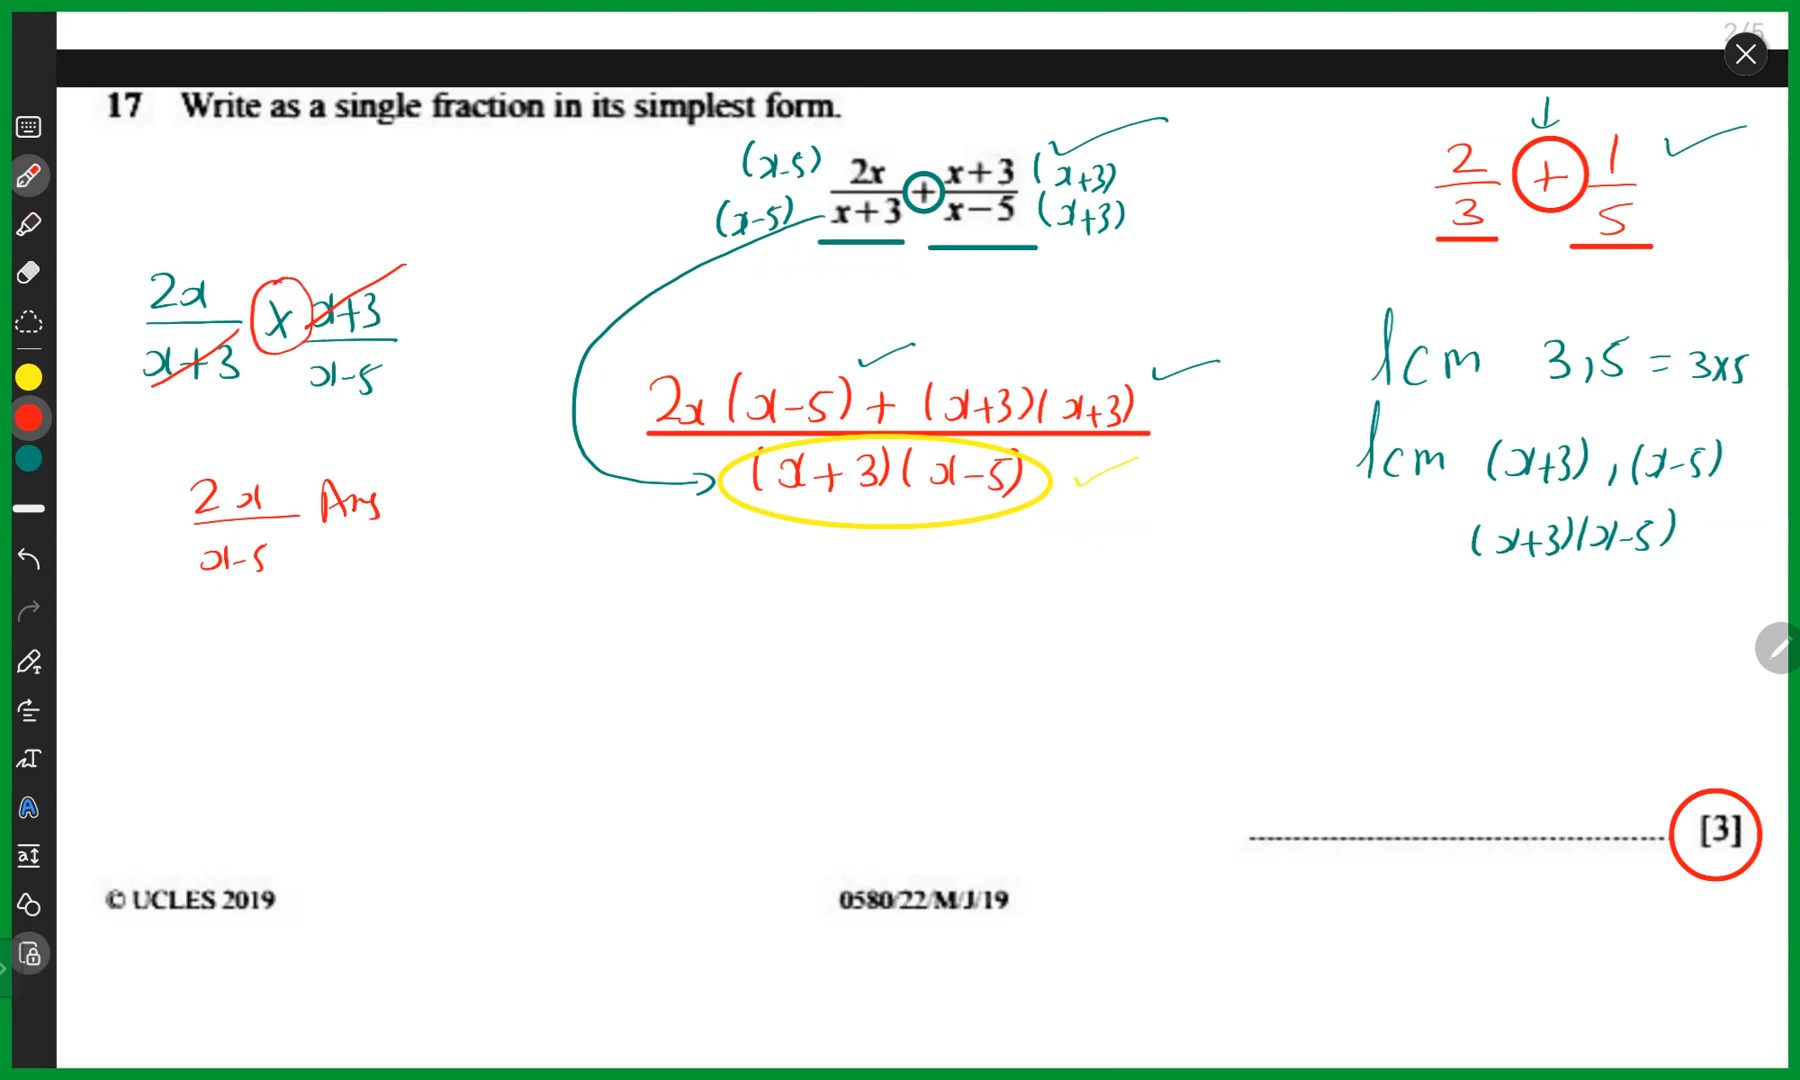 2/5
17 Write as a single fraction in its simplest form.
(x-5) 2x/x+3 + x+3/x-5 (x+3)
(x-5) (x+3)
2/3 + 1/5
2x/x+3 × x+3/x-5
lcm 3,5 = 3×5
2x(x-5) + (x+3)(x+3)
(x+3)(x-5)
lcm (x+3), (x-5)
(x+3)(x-5)
2x/x-5 Ans
[3]
© UCLES 2019
0580/22/M/J/19